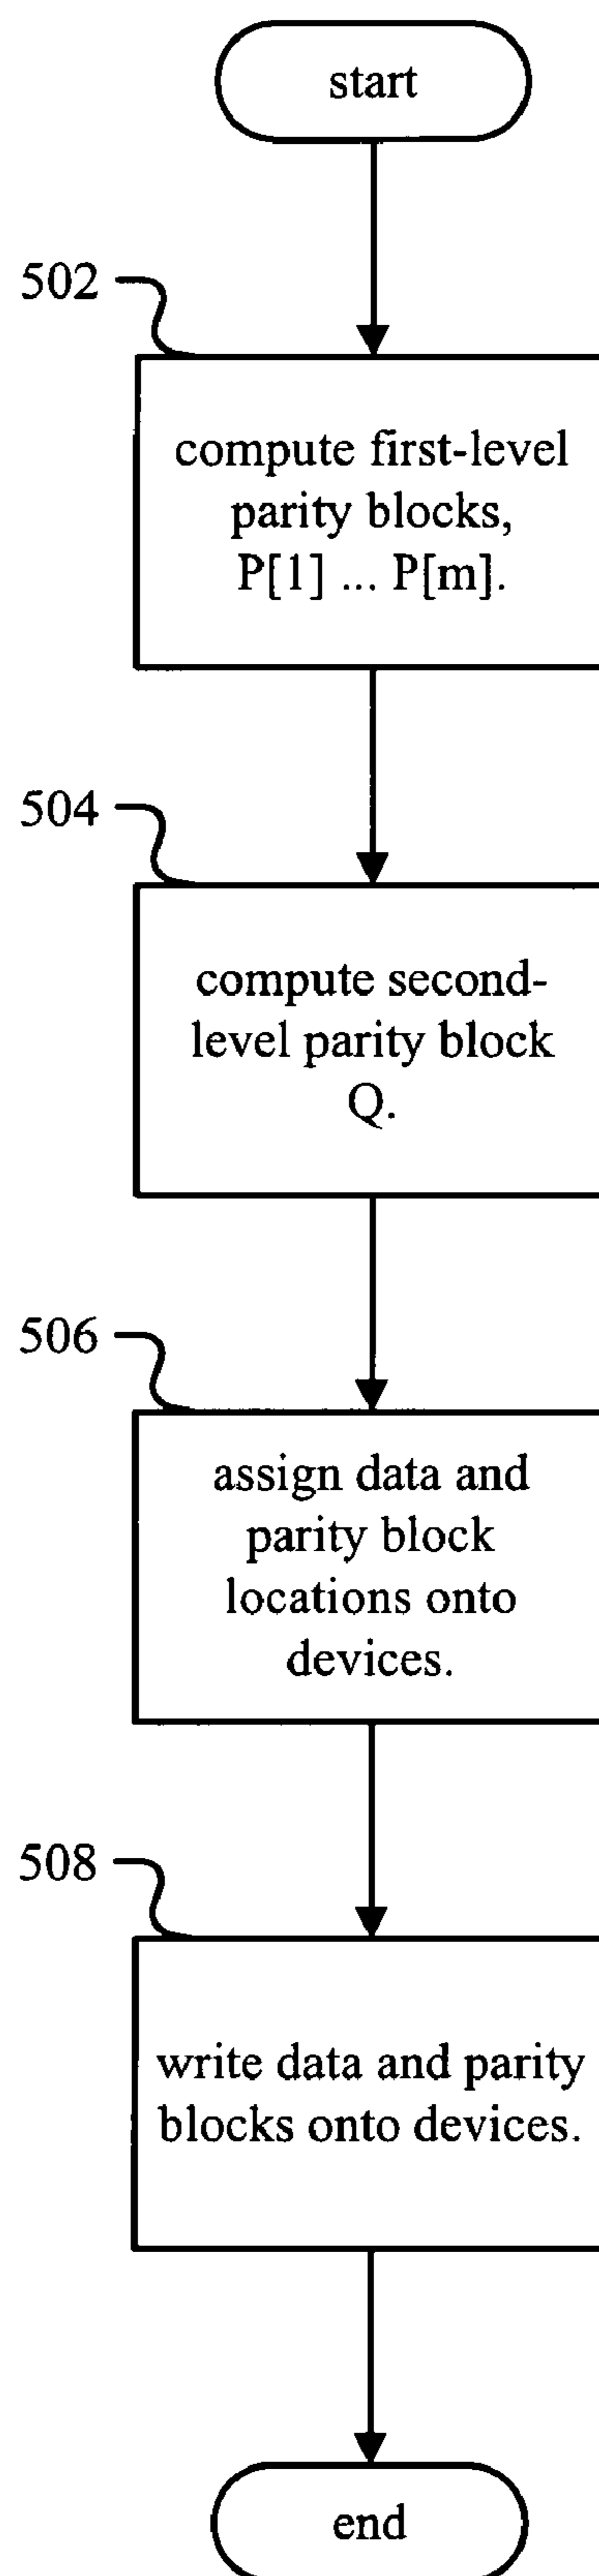 start
502
compute first-level
parity blocks,
P[1] ... P[m].
504
compute second-
level parity block
Q.
506
assign data and
parity block
locations onto
devices.
508
write data and parity
blocks onto devices.
end